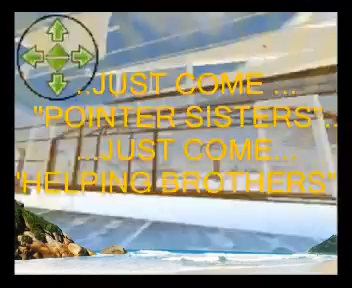 ..JUST COME ...
"POINTER SISTERS"..
...JUST COME...
"HELPING BROTHERS"